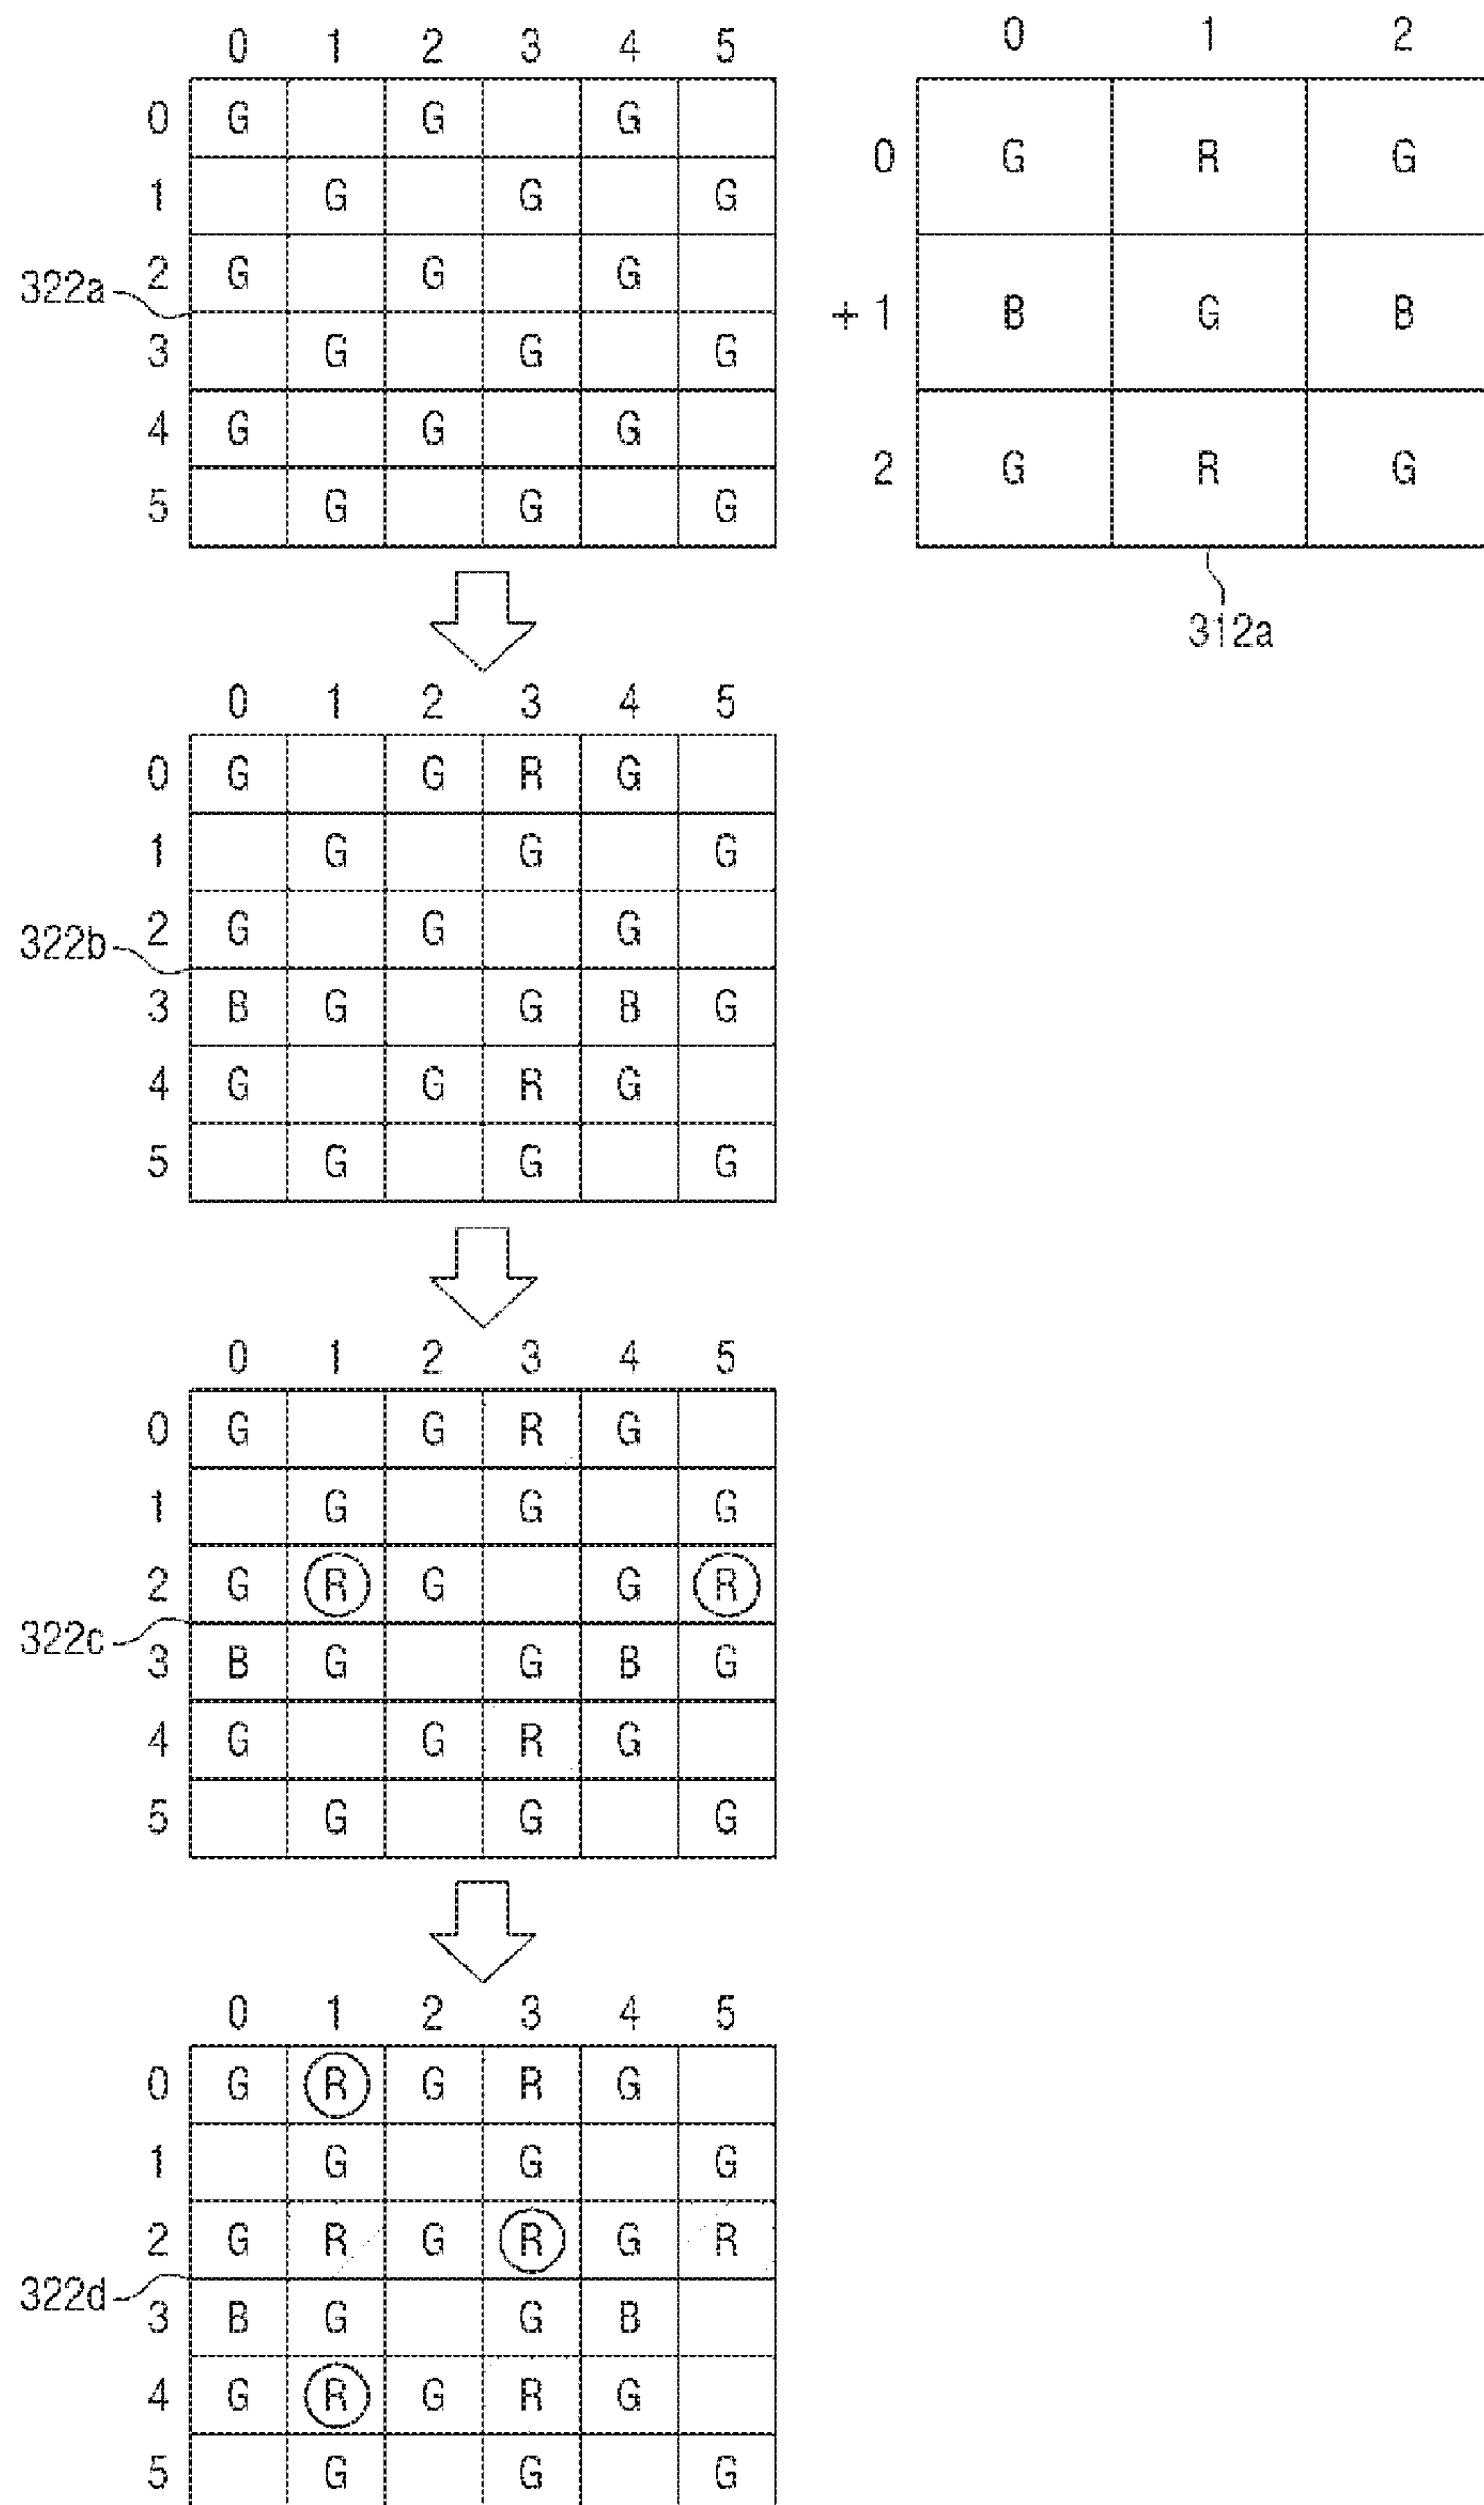 0 1 2 3 4 5
0 G G G
1 G G G
322a 2 G G G
3 G G G
4 G G G
5 G G G
0 1 2
0 G R G
+ 1 B G B
2 G R G
312a
0 1 2 3 4 5
0 G G R G
1 G G G
322b 2 G G G
3 B G G B G
4 G G R G
5 G G G
0 1 2 3 4 5
0 G G R G
1 G G G
322c 2 G R G G R
3 B G G B G
4 G G R G
5 G G G
0 1 2 3 4 5
0 G R G R G
1 G G G
322d 2 G R G R G R
3 B G G B
4 G R G R G
5 G G G